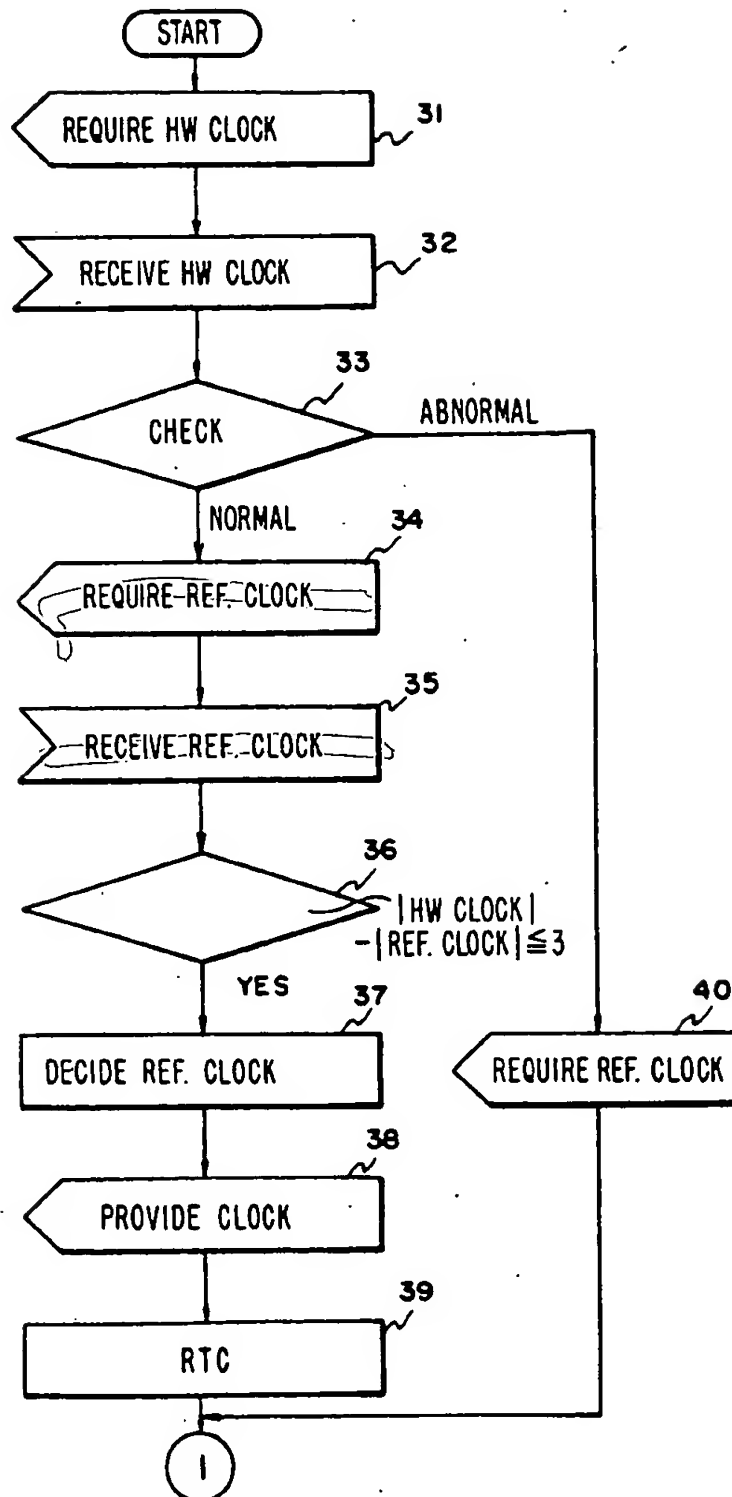 START
REQUIRE HW CLOCK
31
RECEIVE HW CLOCK
32
33
CHECK
ABNORMAL
NORMAL
34
REQUIRE REF. CLOCK
35
RECEIVE REF. CLOCK
36
|HW CLOCK|
-|REF. CLOCK|≦3
YES
37
DECIDE REF. CLOCK
40
REQUIRE REF. CLOCK
38
PROVIDE CLOCK
39
RTC
1